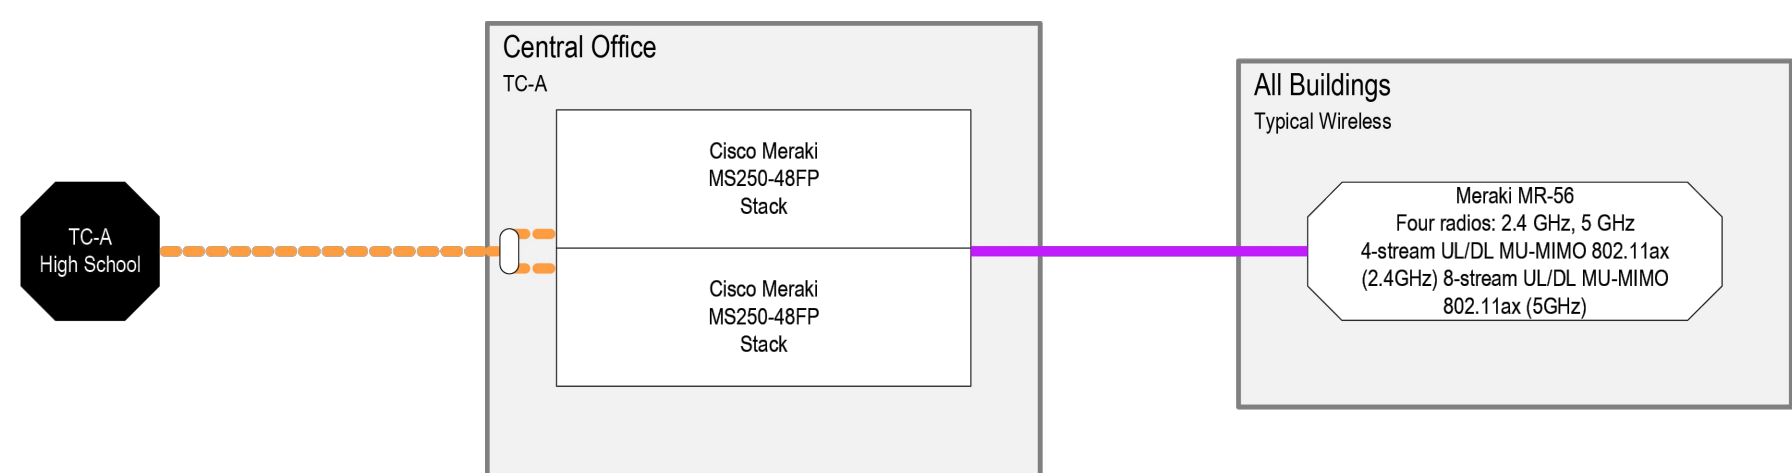 TC-A
High School
Central Office
TC-A
Cisco Meraki
MS250-48FP
Stack
Cisco Meraki
MS250-48FP
Stack
All Buildings
Typical Wireless
Meraki MR-56
Four radios: 2.4 GHz, 5 GHz
4-stream UL/DL MU-MIMO 802.11ax
(2.4GHz) 8-stream UL/DL MU-MIMO
802.11ax (5GHz)